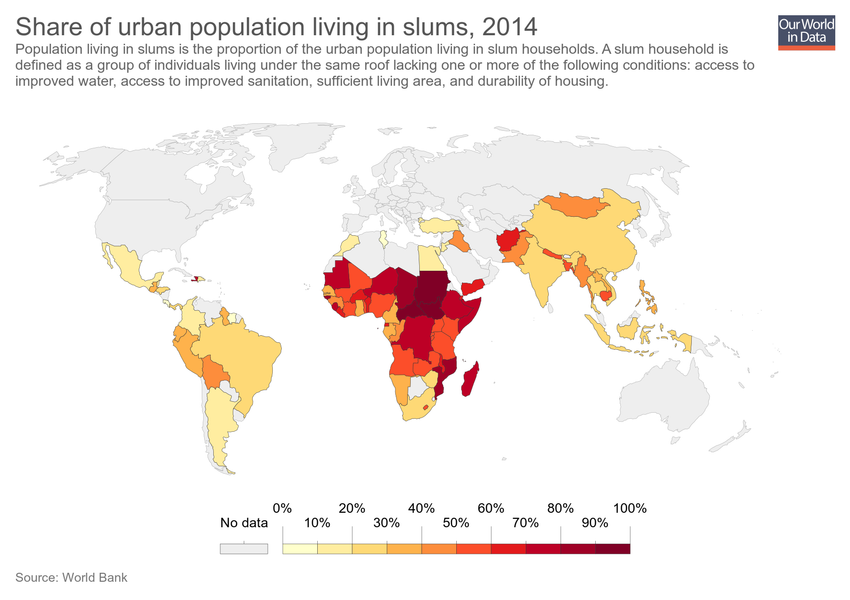 Share of urban population living in slums, 2014
Our World
in Data
Population living in slums is the proportion of the urban population living in slum households. A slum household is
defined as a group of individuals living under the same roof lacking one or more of the following conditions: access to
improved water, access to improved sanitation, sufficient living area, and durability of housing.
0% 20% 40% 60% 80% 100%
No data 10% 30% 50% 70% 90%
Source: World Bank